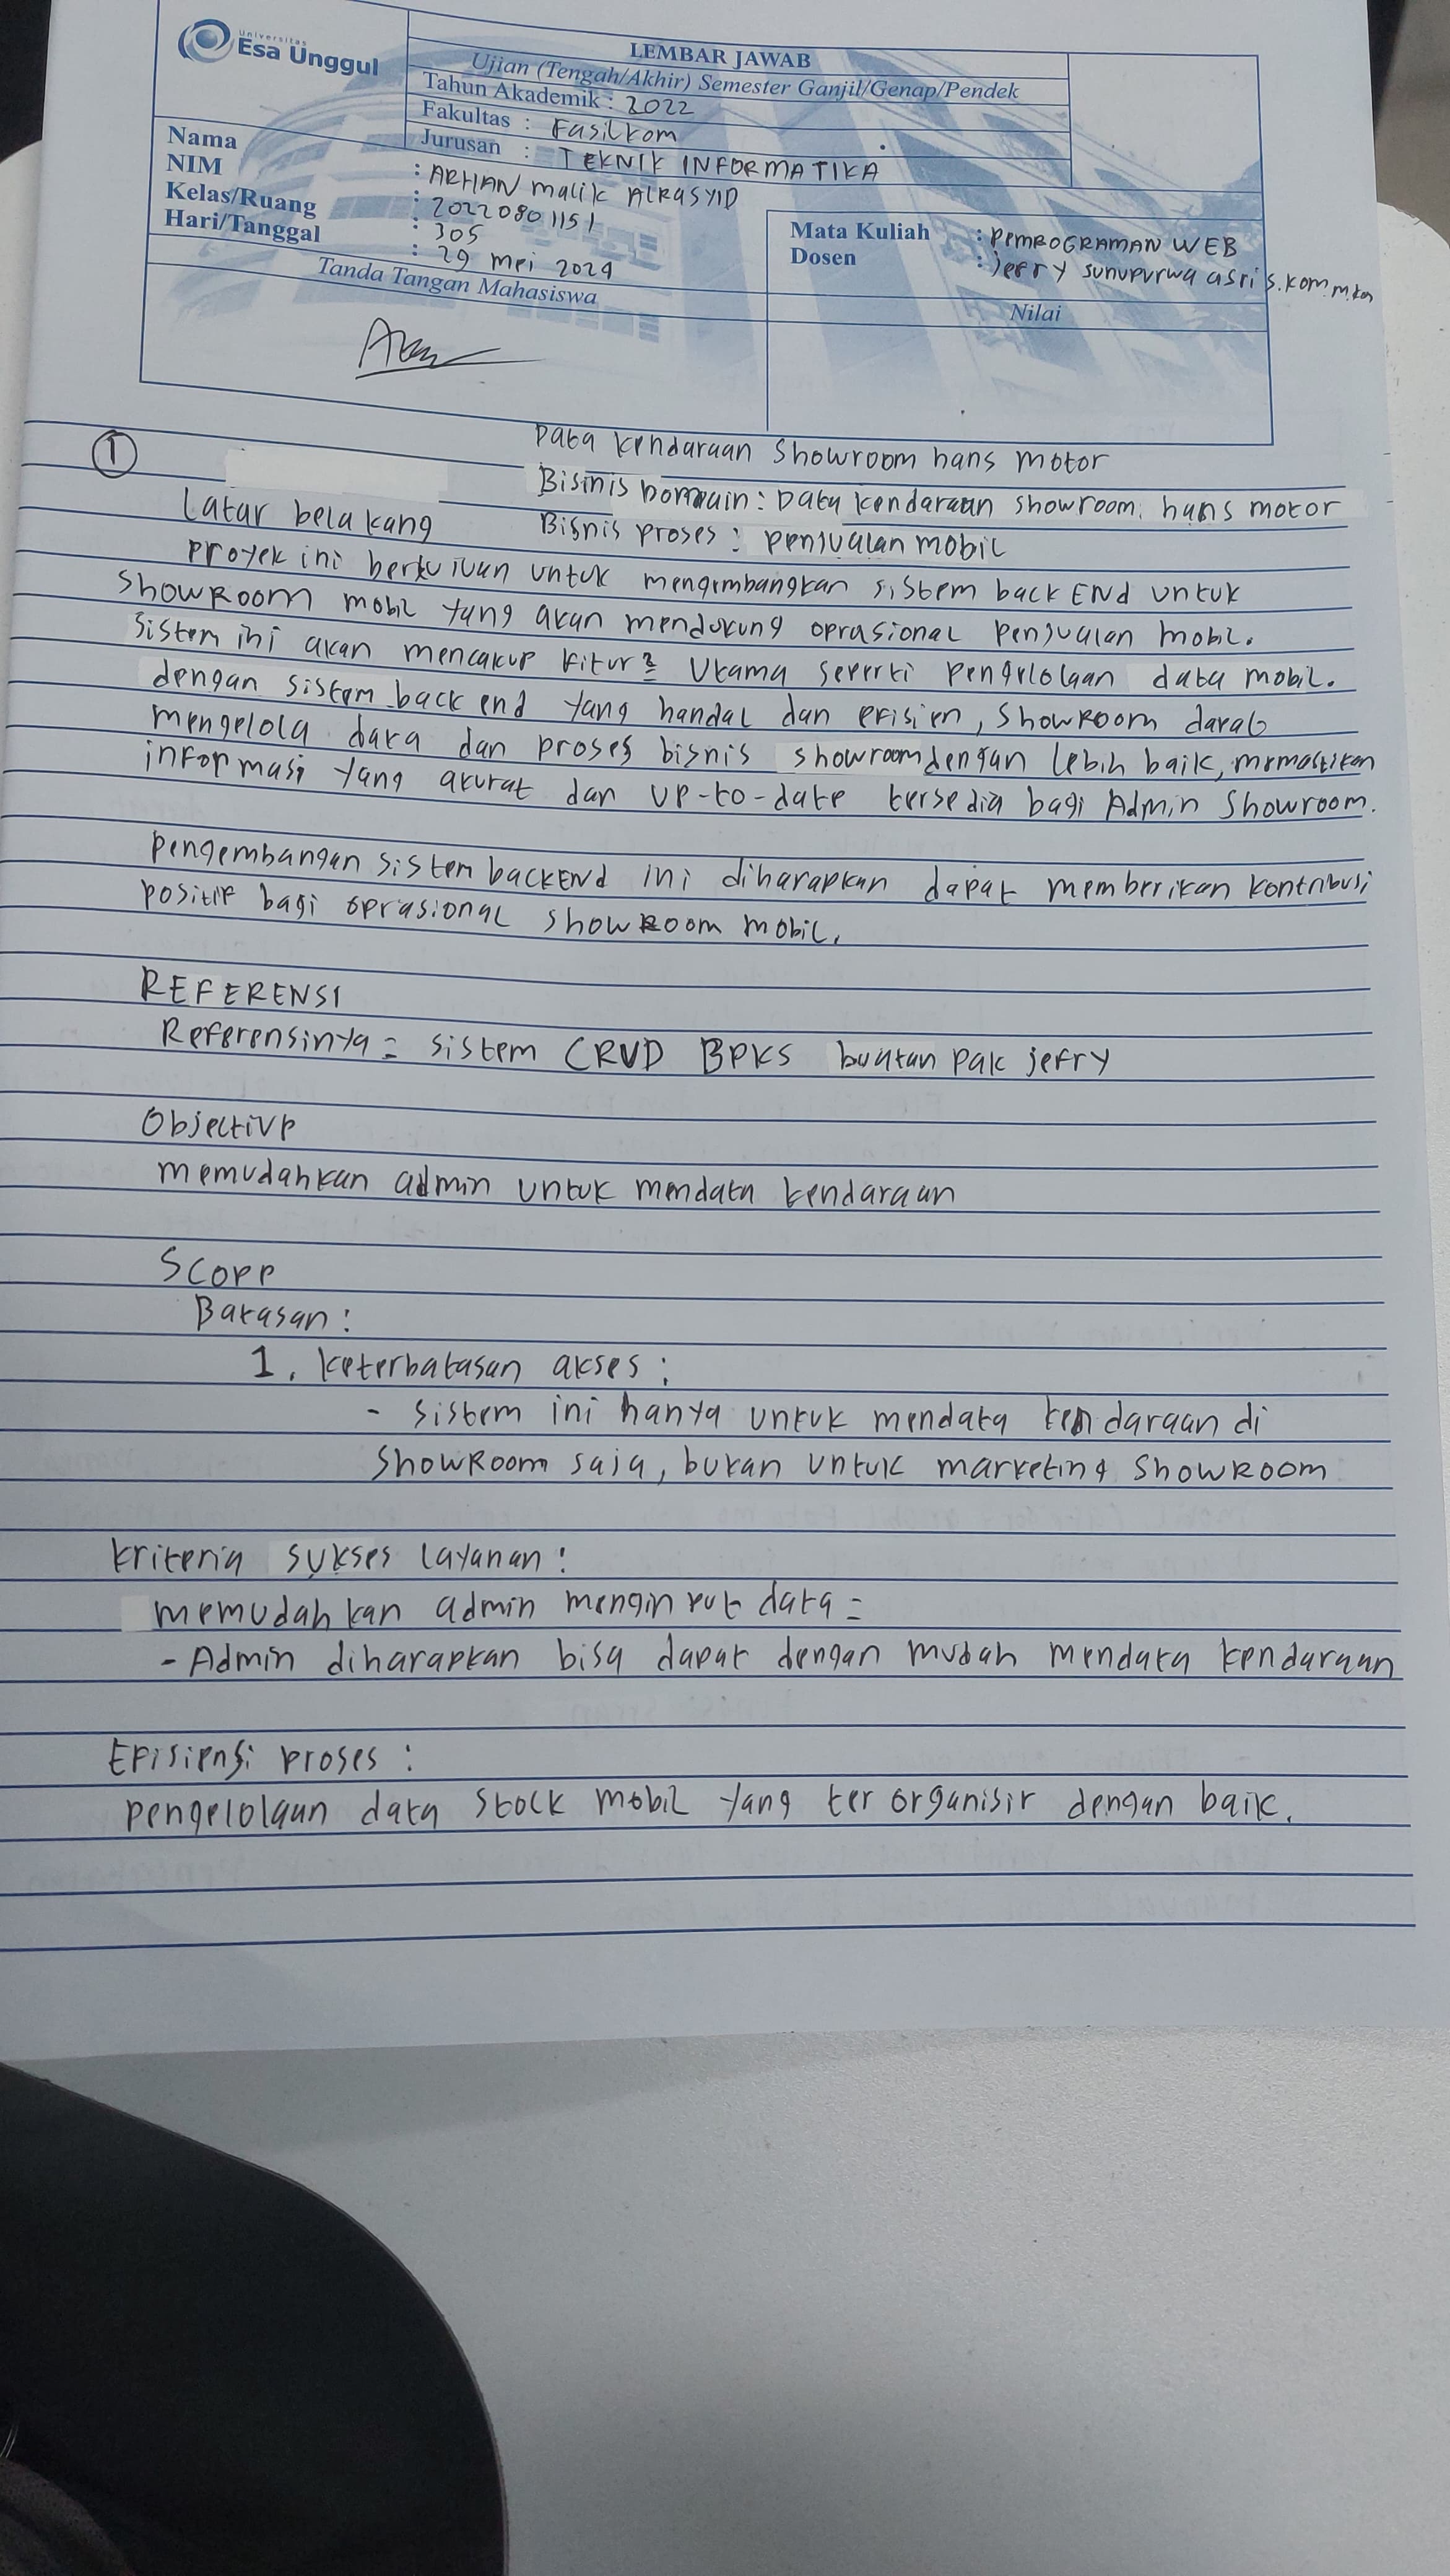 Universitas
Esa Unggul
LEMBAR JAWAB
Ujian (Tengah/Akhir) Semester Ganjil/Genap/Pendek
Tahun Akademik : 2022
Fakultas : Fasilkom
Jurusan : TEKNIK INFORMATIKA
Nama : ARHAN malik ALRASYID
NIM : 20220801151
Kelas/Ruang : 305
Hari/Tanggal : 29 mei 2024
Mata Kuliah : PEMROGRAMAN WEB
Dosen : jefry sunupurwa asri s.kom.m.kom
Tanda Tangan Mahasiswa
Nilai
1
Data kendaraan showroom hans motor
Bisinis Domain : Data kendaraan showroom hans motor
Latar belakang
Bisnis proses : penjualan mobil
proyek ini bertujuan untuk mengembangkan sistem back END untuk
showRoom mobil yang akan mendukung oprasional penjualan mobil.
sistem ini akan mencakup fitur2 utama seperti pengelolaan data mobil.
dengan sistem back end yang handal dan efisien, showRoom dapat
mengelola data dan proses bisnis showroom dengan lebih baik, memastikan
informasi yang akurat dan up-to-date tersedia bagi Admin showroom.
pengembangan sistem backEND ini diharapkan dapat memberikan kontribusi
positif bagi oprasional showRoom mobil.
REFERENSI
Referensinya = sistem CRUD BPKS buatan pak jefry
Objective
memudahkan admin untuk mendata kendaraan
Scope
Batasan :
1. keterbatasan akses :
- sistem ini hanya untuk mendata kendaraan di
showRoom saja, bukan untuk marketing showRoom
kriteria sukses layanan :
memudahkan admin menginput data =
- Admin diharapkan bisa dapat dengan mudah mendata kendaraan
Efisiensi proses :
pengelolaan data stock mobil yang ter organisir dengan baik.